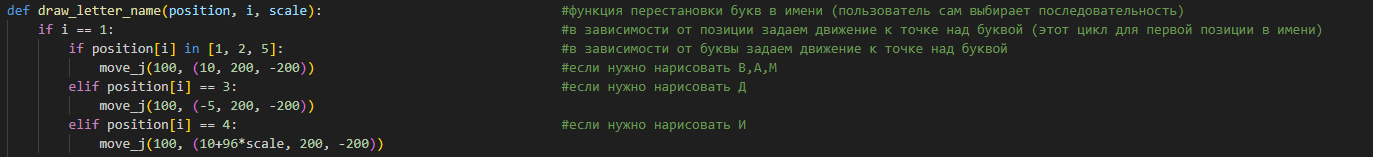 def draw_letter_name(position, i, scale): #функция перестановки букв в имени (пользователь сам выбирает последовательность)
if i == 1: #в зависимости от позиции задаем движение к точке над буквой (этот цикл для первой позиции в имени)
if position[i] in [1, 2, 5]: #в зависимости от буквы задаем движение к точке над буквой
move_j(100, (10, 200, -200)) #если нужно нарисовать В,А,М
elif position[i] == 3: #если нужно нарисовать Д
move_j(100, (-5, 200, -200))
elif position[i] == 4: #если нужно нарисовать И
move_j(100, (10+96*scale, 200, -200))